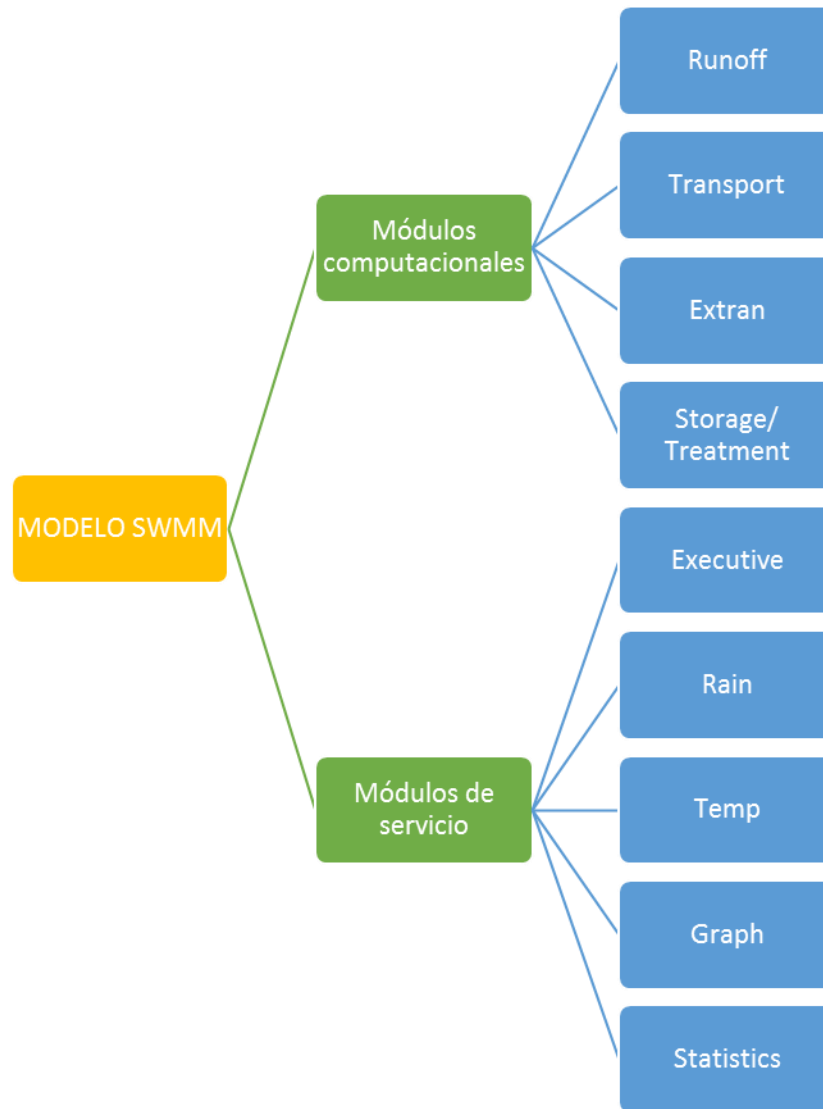 MODELO SWMM
Módulos
computacionales
Runoff
Transport
Extran
Storage/
Treatment
Módulos de
servicio
Executive
Rain
Temp
Graph
Statistics